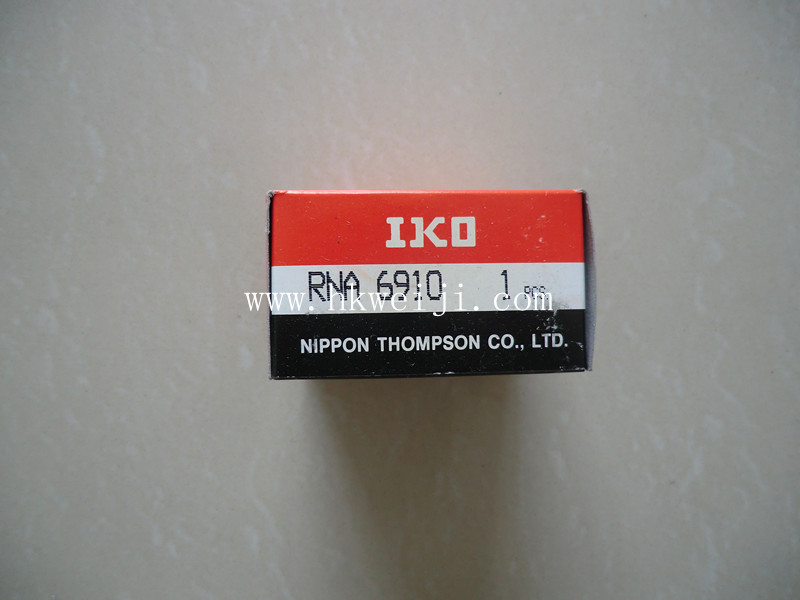 IKO
RNA 6910 1 PCS
www.hkweiji.com
NIPPON THOMPSON CO., LTD.